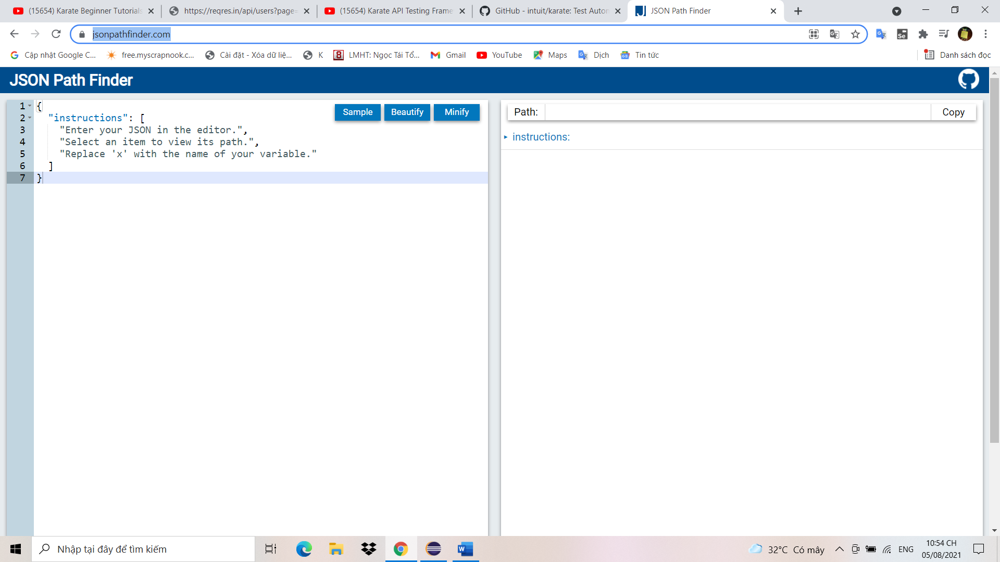 (15654) Karate Beginner Tutorials
https://reqres.in/api/users?page=
(15654) Karate API Testing Frame
GitHub - intuit/karate: Test Autom
JSON Path Finder
jsonpathfinder.com
Cập nhật Google C...
free.myscrapnook.c...
Cài đặt - Xóa dữ liệ...
K
LMHT: Ngọc Tái Tổ...
Gmail
YouTube
Maps
Dịch
Tin tức
Danh sách đọc
JSON Path Finder
Sample
Beautify
Minify
1 {
2 "instructions": [
3 "Enter your JSON in the editor.",
4 "Select an item to view its path.",
5 "Replace 'x' with the name of your variable."
6 ]
7 }
Path:
Copy
instructions:
Nhập tại đây để tìm kiếm
32°C Có mây
ENG
10:54 CH
05/08/2021